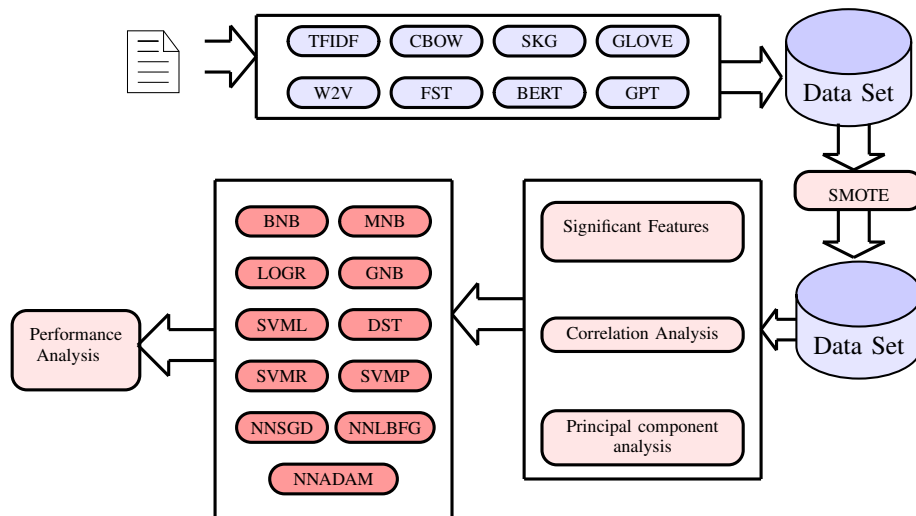 TFIDF CBOW SKG GLOVE
W2V FST BERT GPT
Data Set
SMOTE
Data Set
Significant Features
Correlation Analysis
Principal component
analysis
BNB MNB
LOGR GNB
SVML DST
SVMR SVMP
NNSGD NNLBFG
NNADAM
Performance
Analysis